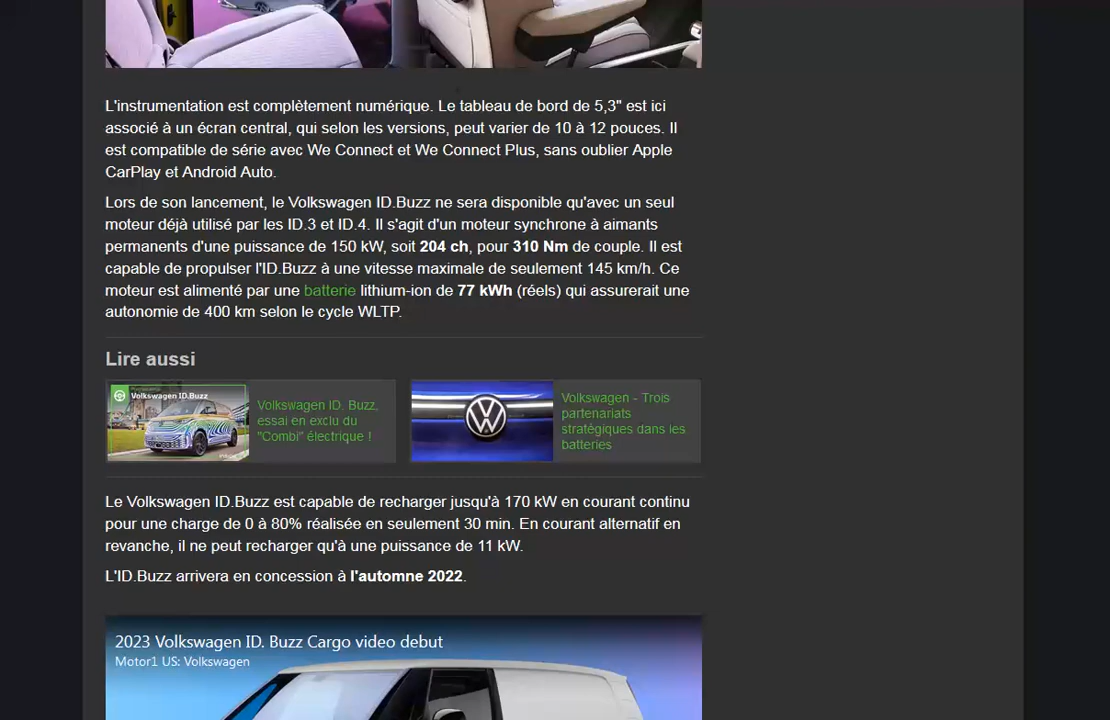 L'instrumentation est complètement numérique. Le tableau de bord de 5,3" est ici
associé à un écran central, qui selon les versions, peut varier de 10 à 12 pouces. Il
est compatible de série avec We Connect et We Connect Plus, sans oublier Apple
CarPlay et Android Auto.
Lors de son lancement, le Volkswagen ID.Buzz ne sera disponible qu'avec un seul
moteur déjà utilisé par les ID.3 et ID.4. Il s'agit d'un moteur synchrone à aimants
permanents d'une puissance de 150 kW, soit 204 ch, pour 310 Nm de couple. Il est
capable de propulser l'ID.Buzz à une vitesse maximale de seulement 145 km/h. Ce
moteur est alimenté par une batterie lithium-ion de 77 kWh (réels) qui assurerait une
autonomie de 400 km selon le cycle WLTP.
Lire aussi
Volkswagen ID.Buzz
Volkswagen ID. Buzz,
essai en exclu du
"Combi" électrique !
Volkswagen - Trois
partenariats
stratégiques dans les
batteries
Le Volkswagen ID.Buzz est capable de recharger jusqu'à 170 kW en courant continu
pour une charge de 0 à 80% réalisée en seulement 30 min. En courant alternatif en
revanche, il ne peut recharger qu'à une puissance de 11 kW.
L'ID.Buzz arrivera en concession à l'automne 2022.
2023 Volkswagen ID. Buzz Cargo video debut
Motor1 US: Volkswagen